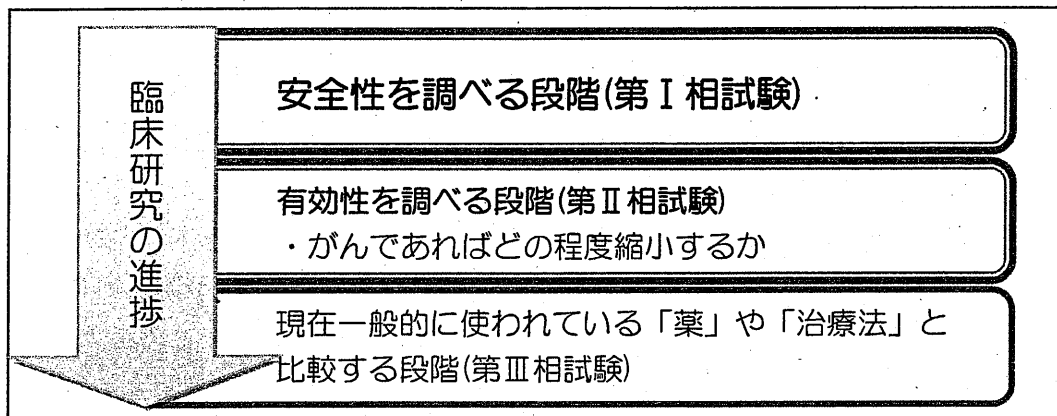 臨床研究の進捗
安全性を調べる段階(第Ⅰ相試験)
有効性を調べる段階(第Ⅱ相試験)
・がんであればどの程度縮小するか
現在一般的に使われている「薬」や「治療法」と
比較する段階(第Ⅲ相試験)